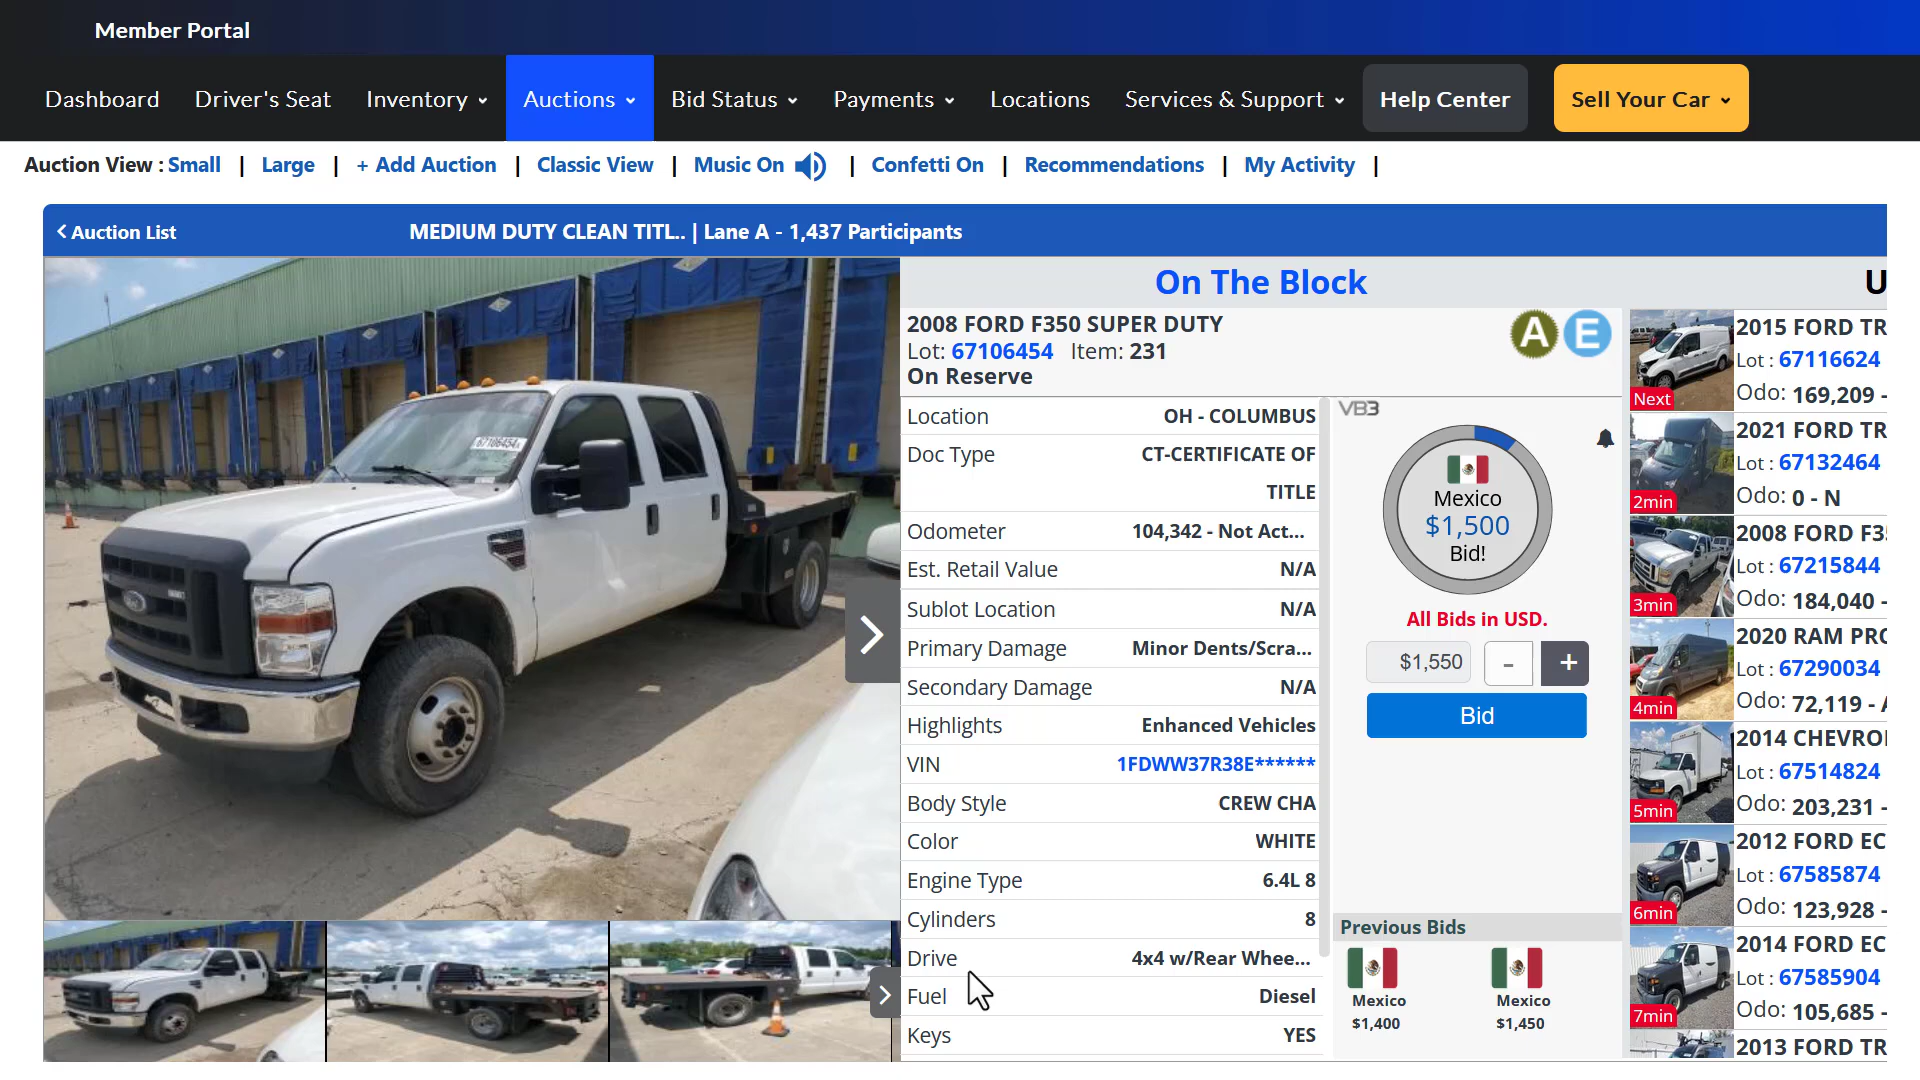 Member Portal
Dashboard Driver's Seat Inventory Auctions Bid Status Payments Locations Services & Support Help Center Sell Your Car
Auction View : Small | Large | + Add Auction | Classic View | Music On | Confetti On | Recommendations | My Activity |
Auction List MEDIUM DUTY CLEAN TITL.. | Lane A - 1,437 Participants
On The Block U
2008 FORD F350 SUPER DUTY
Lot: 67106454 Item: 231
On Reserve
A E
Location OH - COLUMBUS
Doc Type CT-CERTIFICATE OF
TITLE
Odometer 104,342 - Not Act...
Est. Retail Value N/A
Sublot Location N/A
Primary Damage Minor Dents/Scra...
Secondary Damage N/A
Highlights Enhanced Vehicles
VIN 1FDWW37R38E******
Body Style CREW CHA
Color WHITE
Engine Type 6.4L 8
Cylinders 8
Drive 4x4 w/Rear Whee...
Fuel Diesel
Keys YES
VB3
Mexico
$1,500
Bid!
All Bids in USD.
$1,550 - +
Bid
Previous Bids
Mexico Mexico
$1,400 $1,450
2015 FORD TR
Lot : 67116624
Odo: 169,209 -
Next
2021 FORD TR
Lot : 67132464
Odo: 0 - N
2min
2008 FORD F3
Lot : 67215844
Odo: 184,040 -
3min
2020 RAM PRO
Lot : 67290034
Odo: 72,119 - A
4min
2014 CHEVROL
Lot : 67514824
Odo: 203,231 -
5min
2012 FORD EC
Lot : 67585874
Odo: 123,928 -
6min
2014 FORD EC
Lot : 67585904
Odo: 105,685 -
7min
2013 FORD TR
67106454